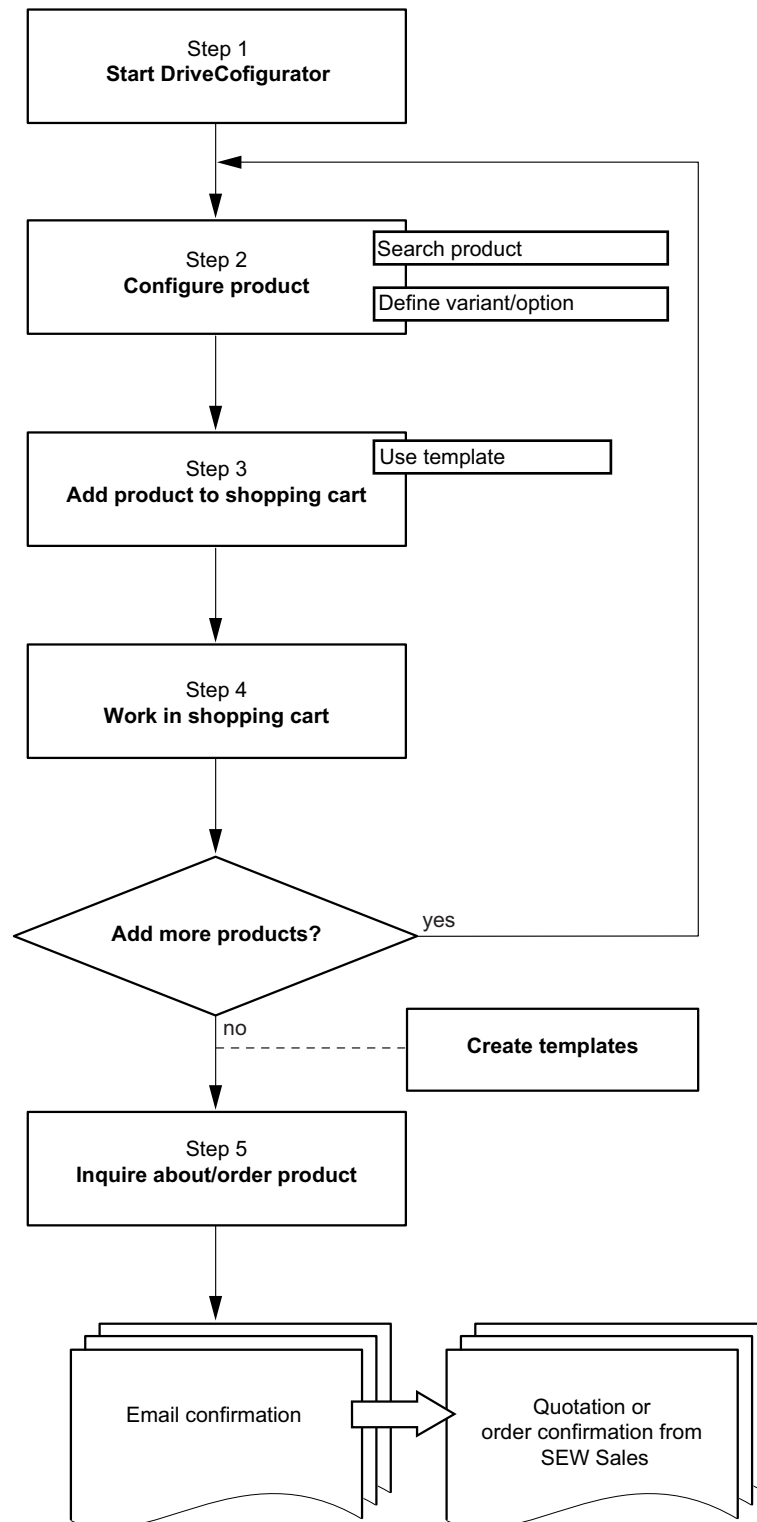 Step 1
Start DriveCofigurator
Step 2
Configure product
Search product
Define variant/option
Step 3
Add product to shopping cart
Use template
Step 4
Work in shopping cart
Add more products?
yes
no
Create templates
Step 5
Inquire about/order product
Email confirmation
Quotation or
order confirmation from
SEW Sales